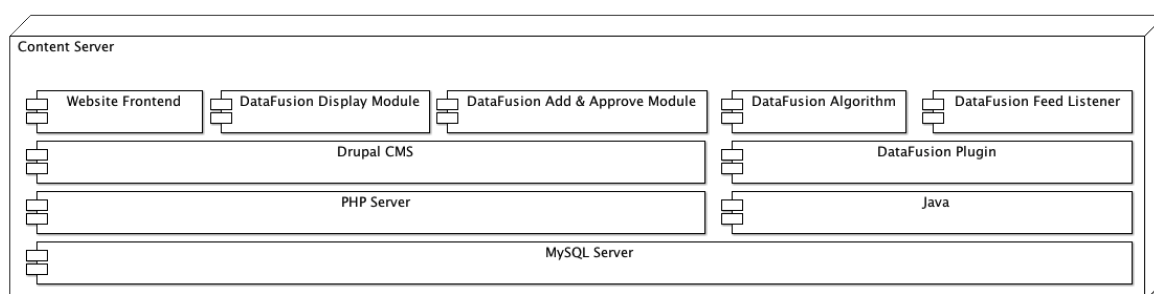 Content Server
Website Frontend
DataFusion Display Module
DataFusion Add & Approve Module
DataFusion Algorithm
DataFusion Feed Listener
Drupal CMS
DataFusion Plugin
PHP Server
Java
MySQL Server